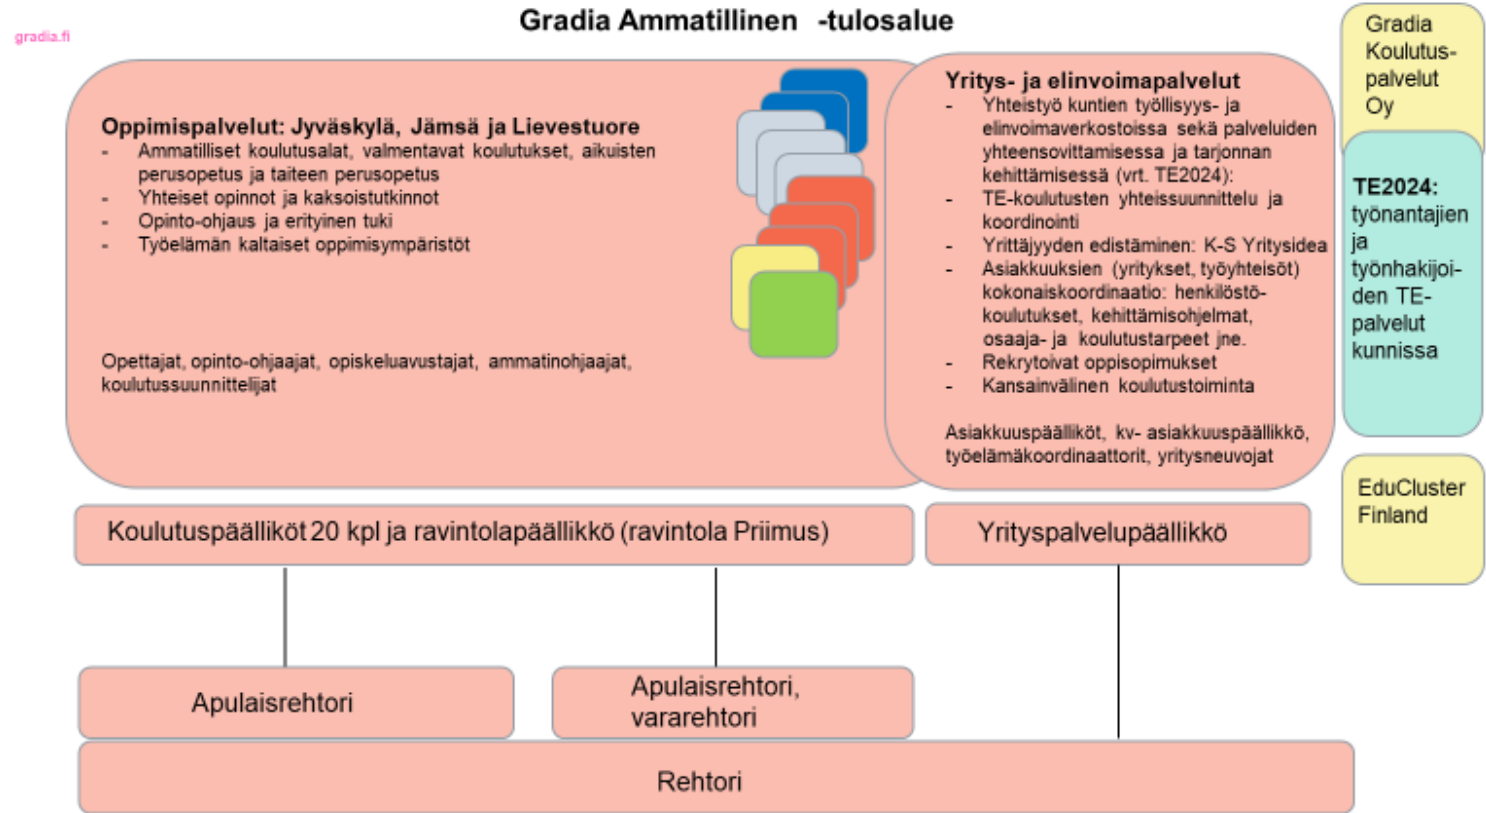 Gradia Ammatillinen -tulosalue
gradia.fi
Oppimispalvelut: Jyväskylä, Jämsä ja Lievestuore
- Ammatilliset koulutusalat, valmentavat koulutukset, aikuisten
perusopetus ja taiteen perusopetus
- Yhteiset opinnot ja kaksoistutkinnot
- Opinto-ohjaus ja erityinen tuki
- Työelämän kaltaiset oppimisympäristöt
Opettajat, opinto-ohjaajat, opiskeluavustajat, ammatinohjaajat,
koulutussuunnittelijat
Yritys- ja elinvoimapalvelut
- Yhteistyö kuntien työllisyys- ja
elinvoimaverkostoissa sekä palveluiden
yhteensovittamisessa ja tarjonnan
kehittämisessä (vrt. TE2024):
- TE-koulutusten yhteissuunnittelu ja
koordinointi
- Yrittäjyyden edistäminen: K-S Yritysidea
- Asiakkuuksien (yritykset, työyhteisöt)
kokonaiskoordinaatio: henkilöstö-
koulutukset, kehittämisohjelmat,
osaaja- ja koulutustarpeet jne.
- Rekrytoivat oppisopimukset
- Kansainvälinen koulutustoiminta
Asiakkuuspäälliköt, kv- asiakkuuspäällikkö,
työelämäkoordinaattorit, yritysneuvojat
Gradia
Koulutus-
palvelut
Oy
TE2024:
työnantajien
ja
työnhakijoi-
den TE-
palvelut
kunnissa
EduCluster
Finland
Koulutuspäälliköt 20 kpl ja ravintolapäällikkö (ravintola Priimus)
Yrityspalvelupäällikkö
Apulaisrehtori
Apulaisrehtori,
vararehtori
Rehtori